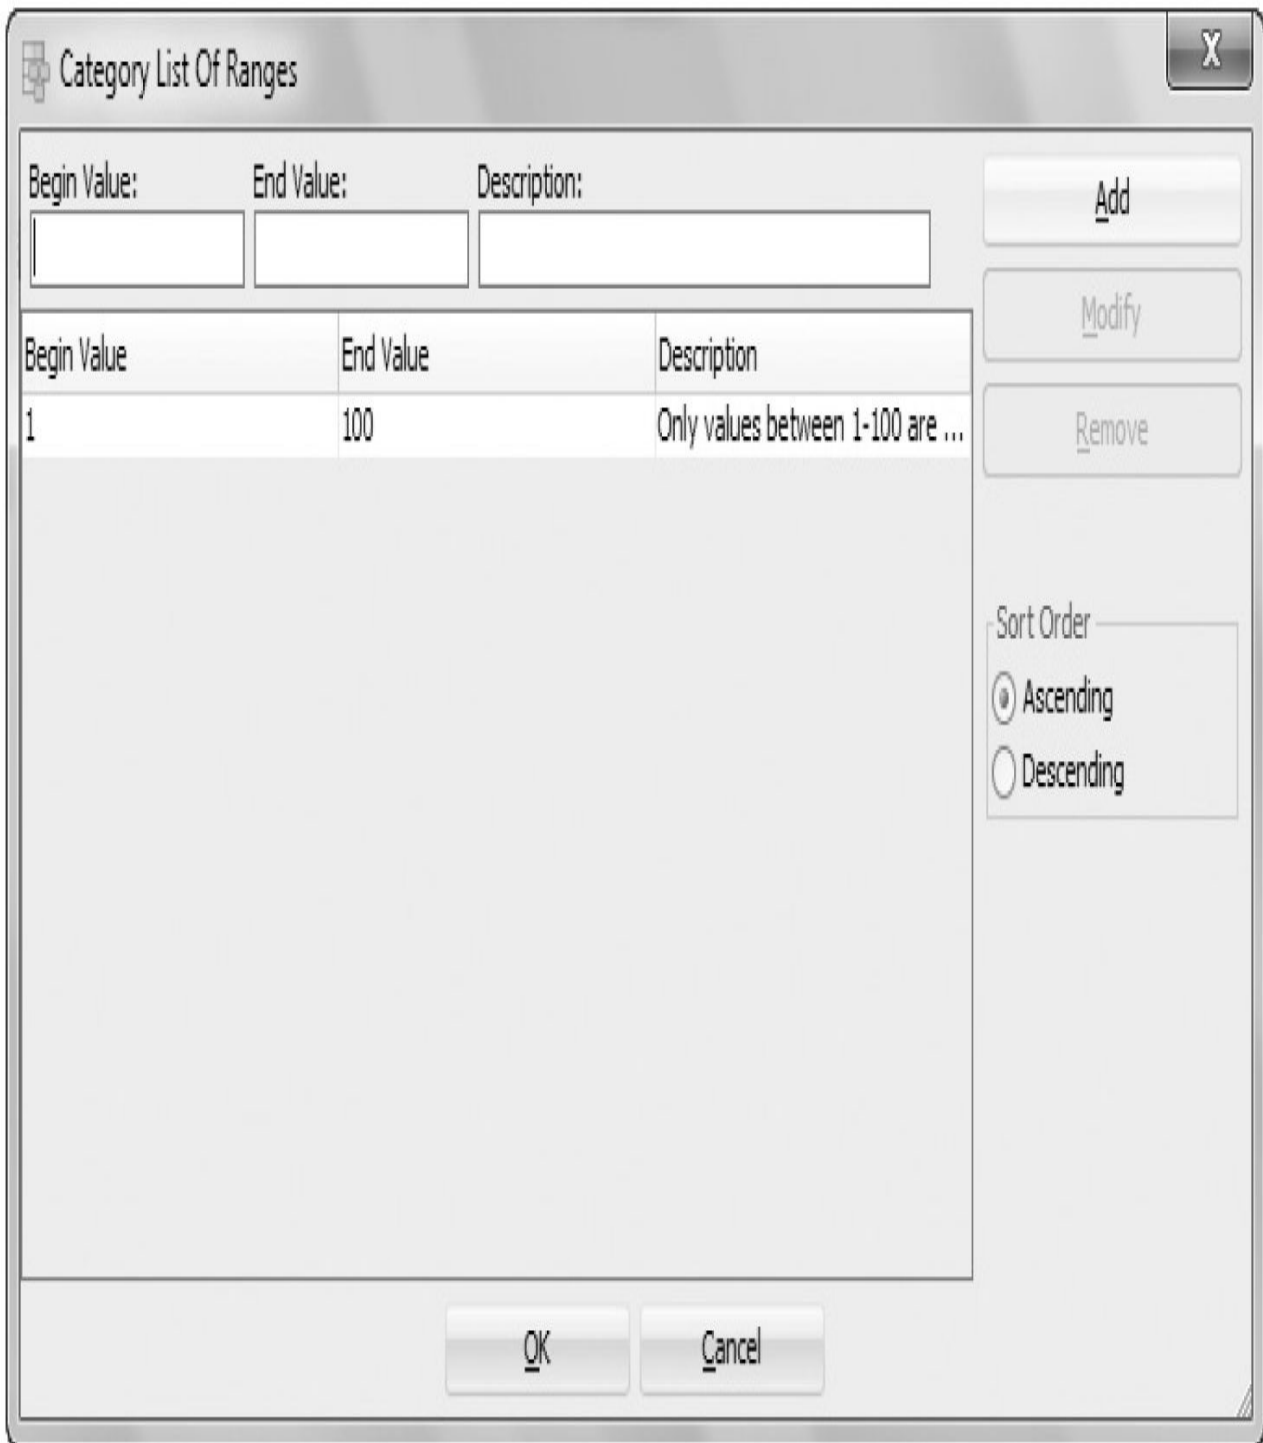 Category List Of Ranges
X
Begin Value: End Value: Description:
Add
Modify
Remove
Begin Value End Value Description
1 100 Only values between 1-100 are ...
Sort Order
Ascending
Descending
OK Cancel